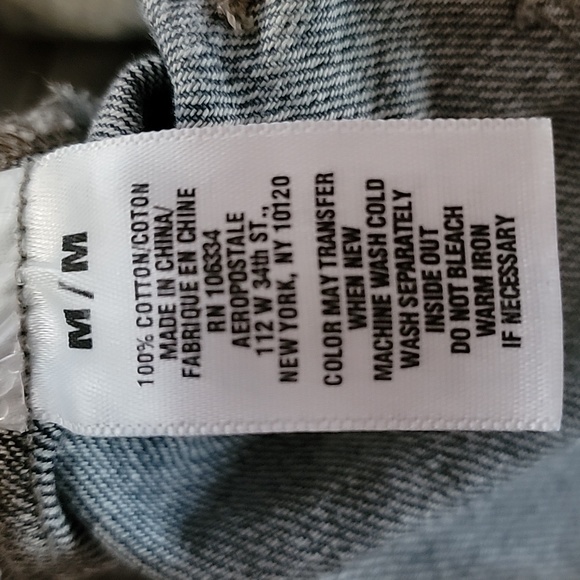 M / M
100% COTTON/COTON
MADE IN CHINA/
FABRIQUE EN CHINE
RN 106334
AEROPOSTALE
112 W 34th ST.,
NEW YORK, NY 10120
COLOR MAY TRANSFER
WHEN NEW
MACHINE WASH COLD
WASH SEPARATELY
INSIDE OUT
DO NOT BLEACH
WARM IRON
IF NECESSARY